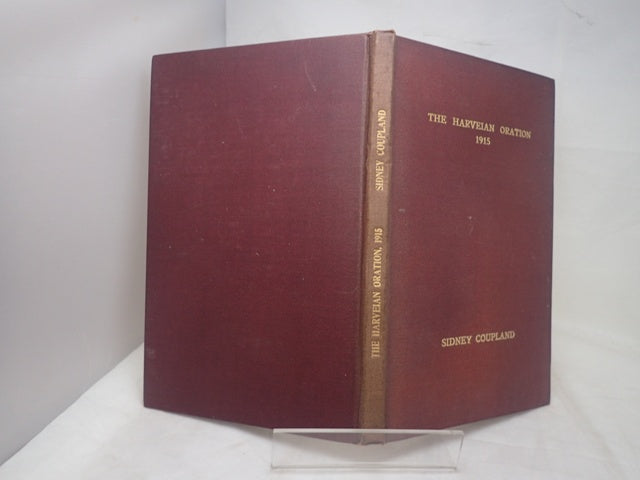 THE HARVEIAN ORATION
1915
SIDNEY COUPLAND
THE HARVEIAN ORATION, 1915
SIDNEY COUPLAND